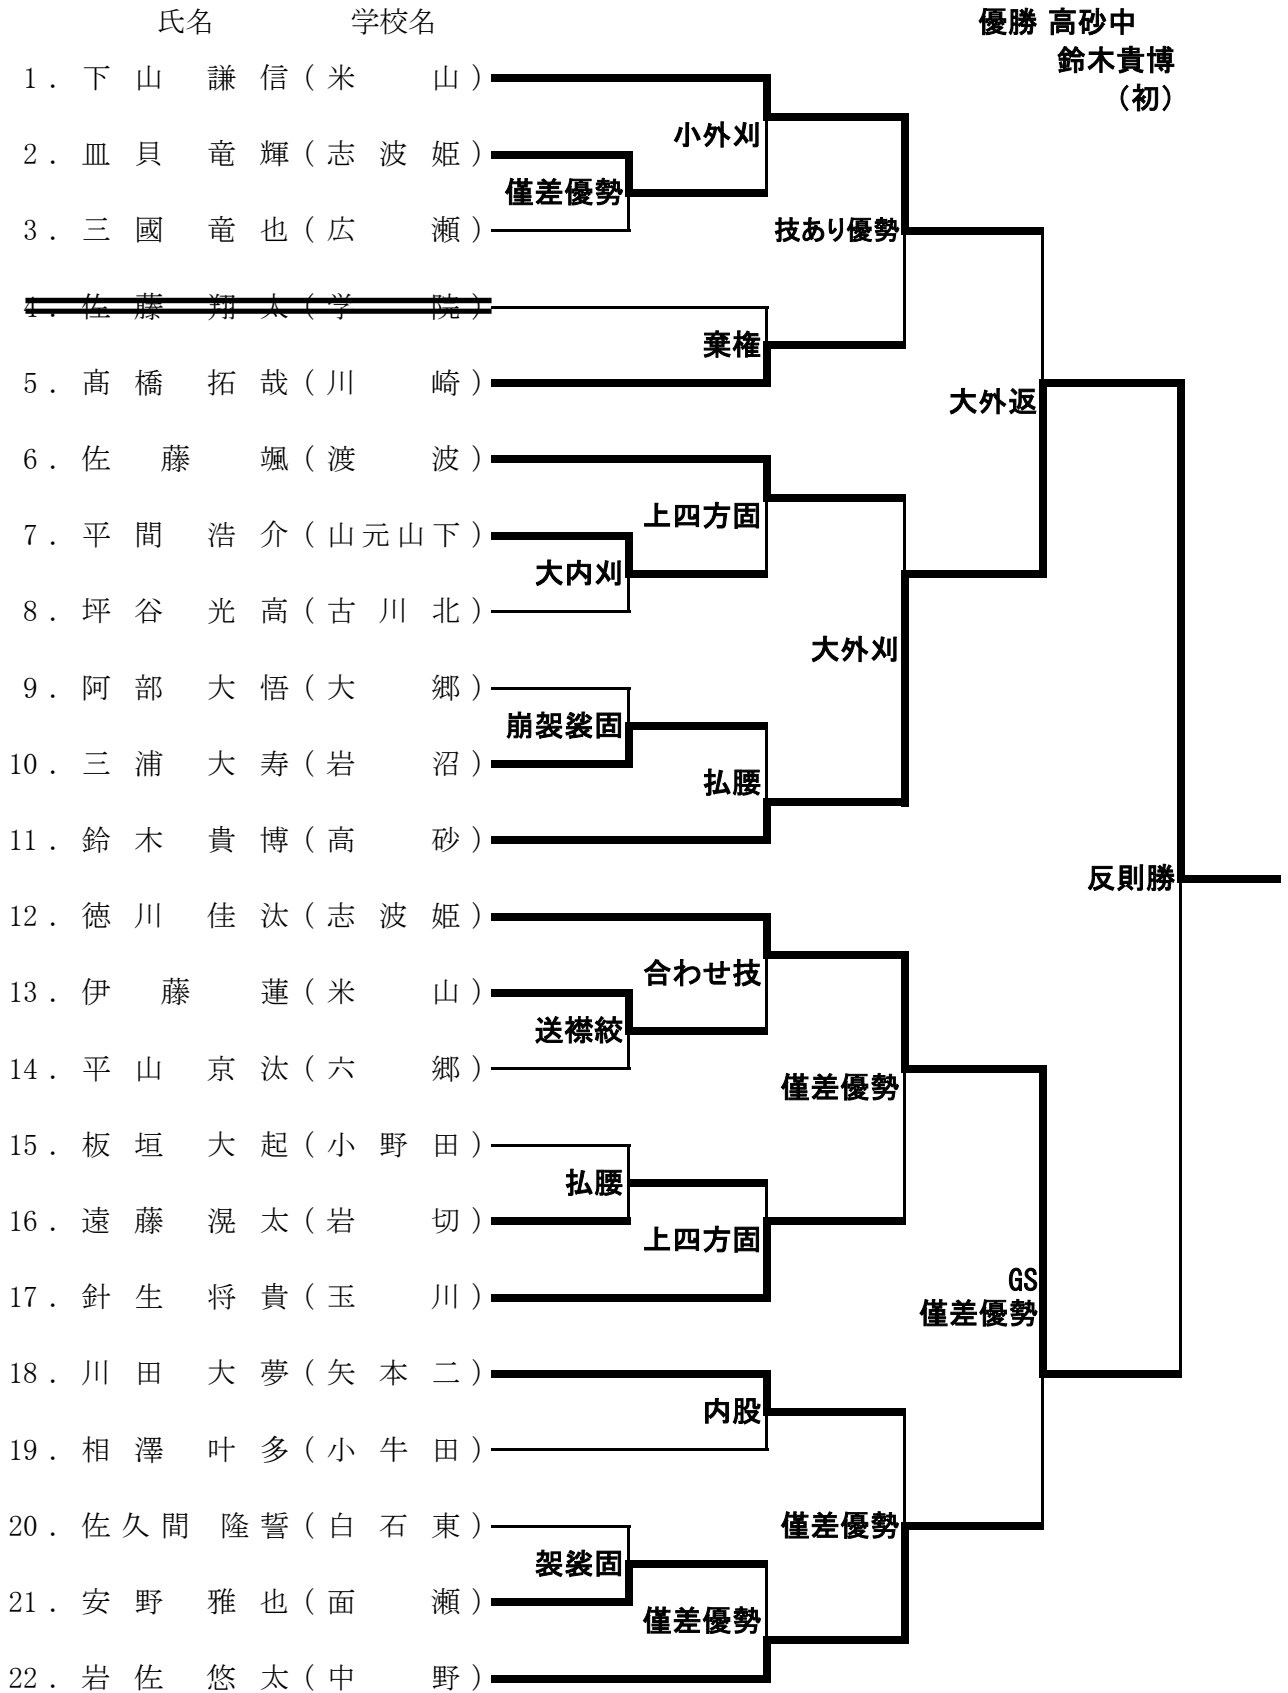 氏名 学校名
優勝 高砂中
鈴木貴博
(初)
1. 下山 謙信 (米山)
2. 皿貝 竜輝 (志波姫)
3. 三國 竜也 (広瀬)
4. 佐藤 翔太 (学院)
5. 髙橋 拓哉 (川崎)
6. 佐藤 颯 (渡波)
7. 平間 浩介 (山元山下)
8. 坪谷 光高 (古川北)
9. 阿部 大悟 (大郷)
10. 三浦 大寿 (岩沼)
11. 鈴木 貴博 (高砂)
12. 徳川 佳汰 (志波姫)
13. 伊藤 蓮 (米山)
14. 平山 京汰 (六郷)
15. 板垣 大起 (小野田)
16. 遠藤 滉太 (岩切)
17. 針生 将貴 (玉川)
18. 川田 大夢 (矢本二)
19. 相澤 叶多 (小牛田)
20. 佐久間 隆誓 (白石東)
21. 安野 雅也 (面瀬)
22. 岩佐 悠太 (中野)
僅差優勢
大内刈
崩袈裟固
送襟絞
払腰
袈裟固
小外刈
棄権
上四方固
払腰
合わせ技
上四方固
内股
僅差優勢
技あり優勢
大外刈
僅差優勢
僅差優勢
大外返
GS
僅差優勢
反則勝